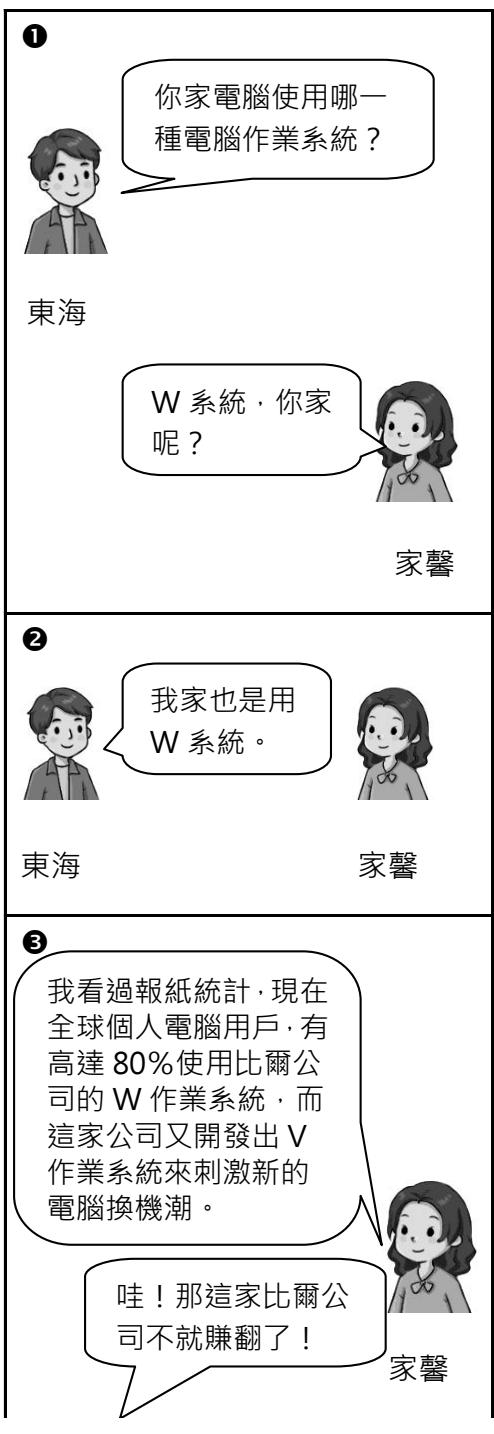 ❶
你家電腦使用哪一
種電腦作業系統？
東海
W 系統，你家
呢？
家馨
❷
我家也是用
W 系統。
東海
家馨
❸
我看過報紙統計，現在
全球個人電腦用戶，有
高達 80%使用比爾公
司的 W 作業系統，而
這家公司又開發出 V
作業系統來刺激新的
電腦換機潮。
哇！那這家比爾公
司不就賺翻了！
家馨